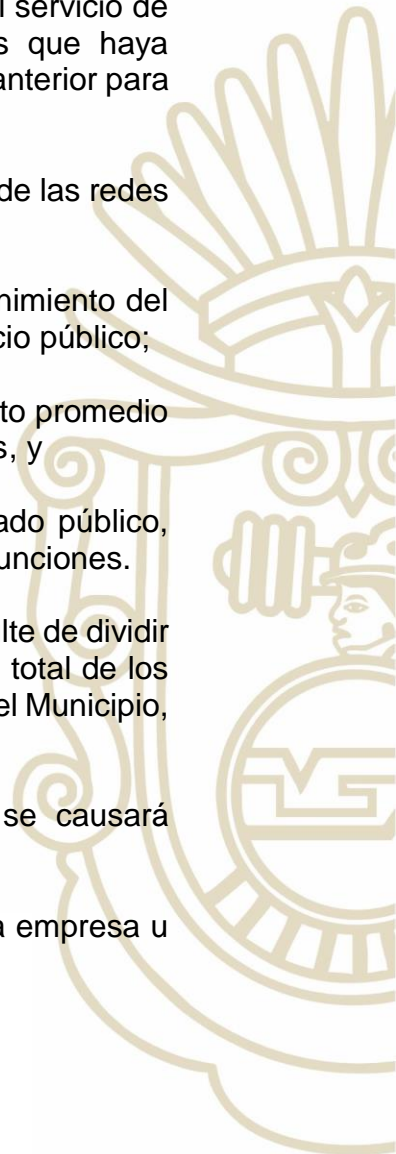 l servicio de
s que haya
anterior para
de las redes
nimiento del
cio público;
to promedio
s, y
ado público,
unciones.
lte de dividir
total de los
el Municipio,
se causará
a empresa u